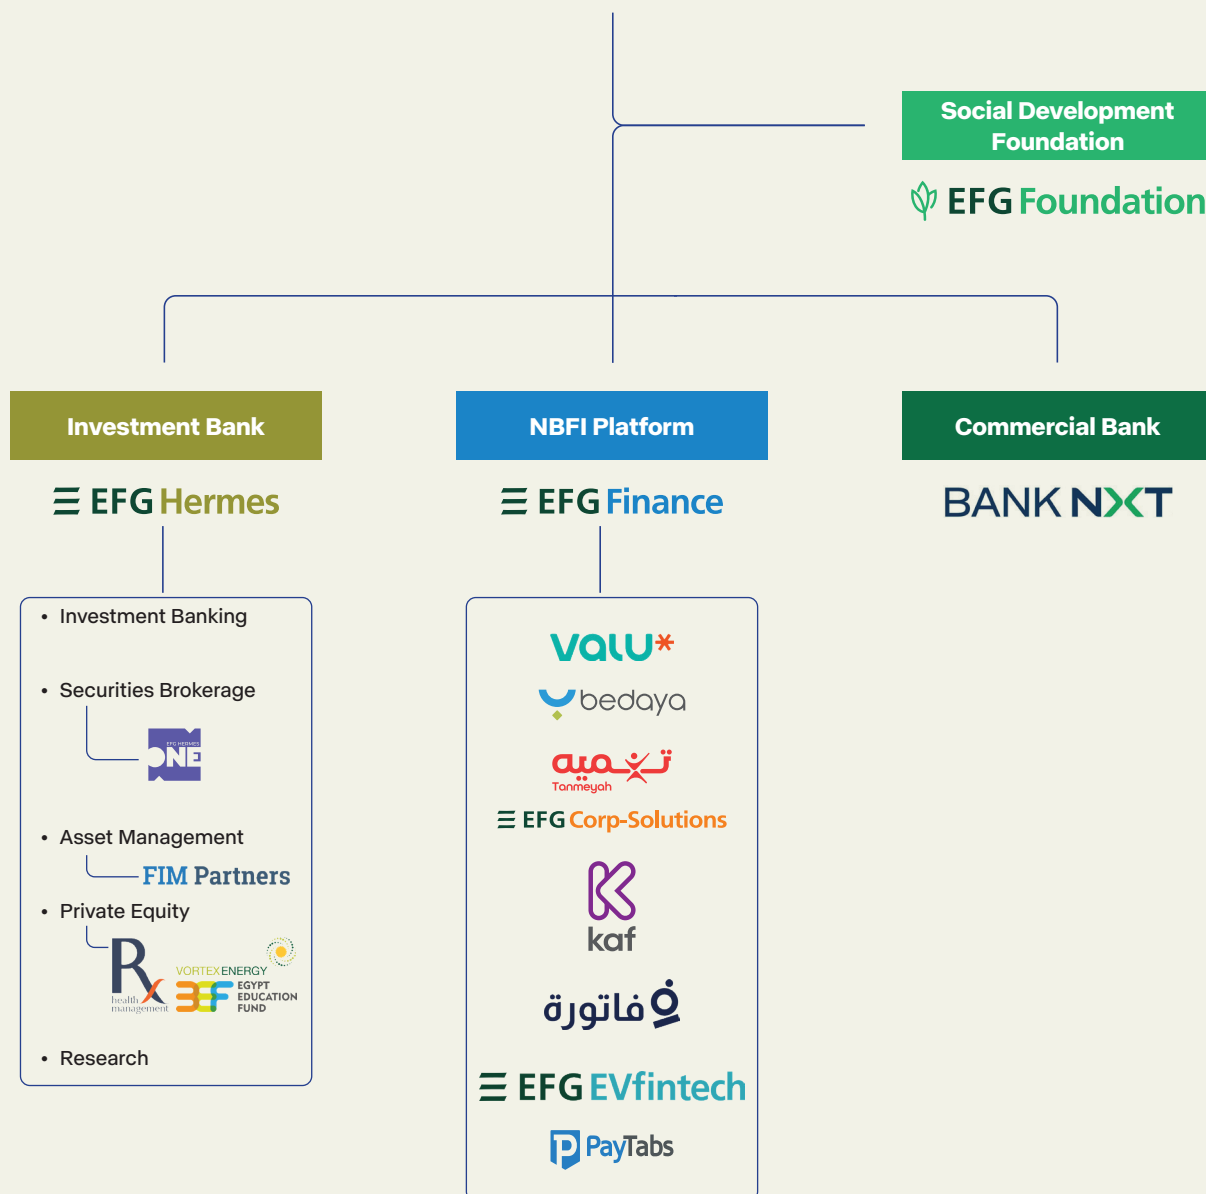 Social Development
Foundation
EFG Foundation
Investment Bank
EFG Hermes
• Investment Banking
• Securities Brokerage
EFG HERMES
ONE
• Asset Management
FIM Partners
• Private Equity
Rx
health
management
VORTEX ENERGY
EEF
EGYPT
EDUCATION
FUND
• Research
NBFI Platform
EFG Finance
valu*
bedaya
تنميه
Tanmeyah
EFG Corp-Solutions
kaf
فاتورة
EFG EVfintech
PayTabs
Commercial Bank
BANK NXT